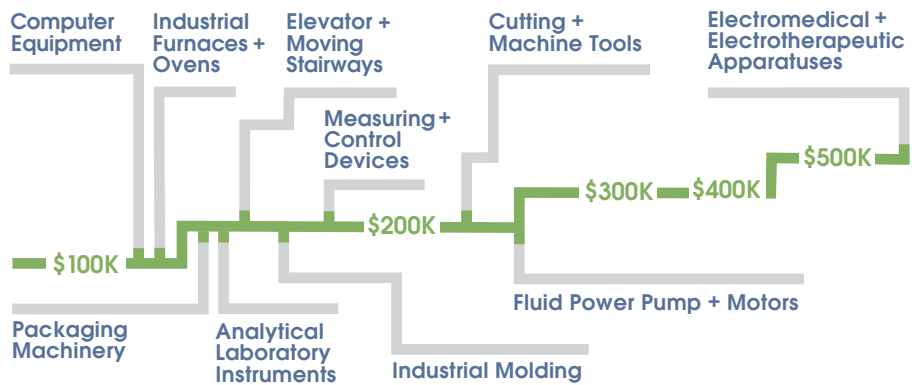 Computer
Equipment
Industrial
Furnaces +
Ovens
Elevator +
Moving
Stairways
Measuring +
Control
Devices
Cutting +
Machine Tools
Electromedical +
Electrotherapeutic
Apparatuses
$100K
$200K
$300K
$400K
$500K
Packaging
Machinery
Analytical
Laboratory
Instruments
Industrial Molding
Fluid Power Pump + Motors